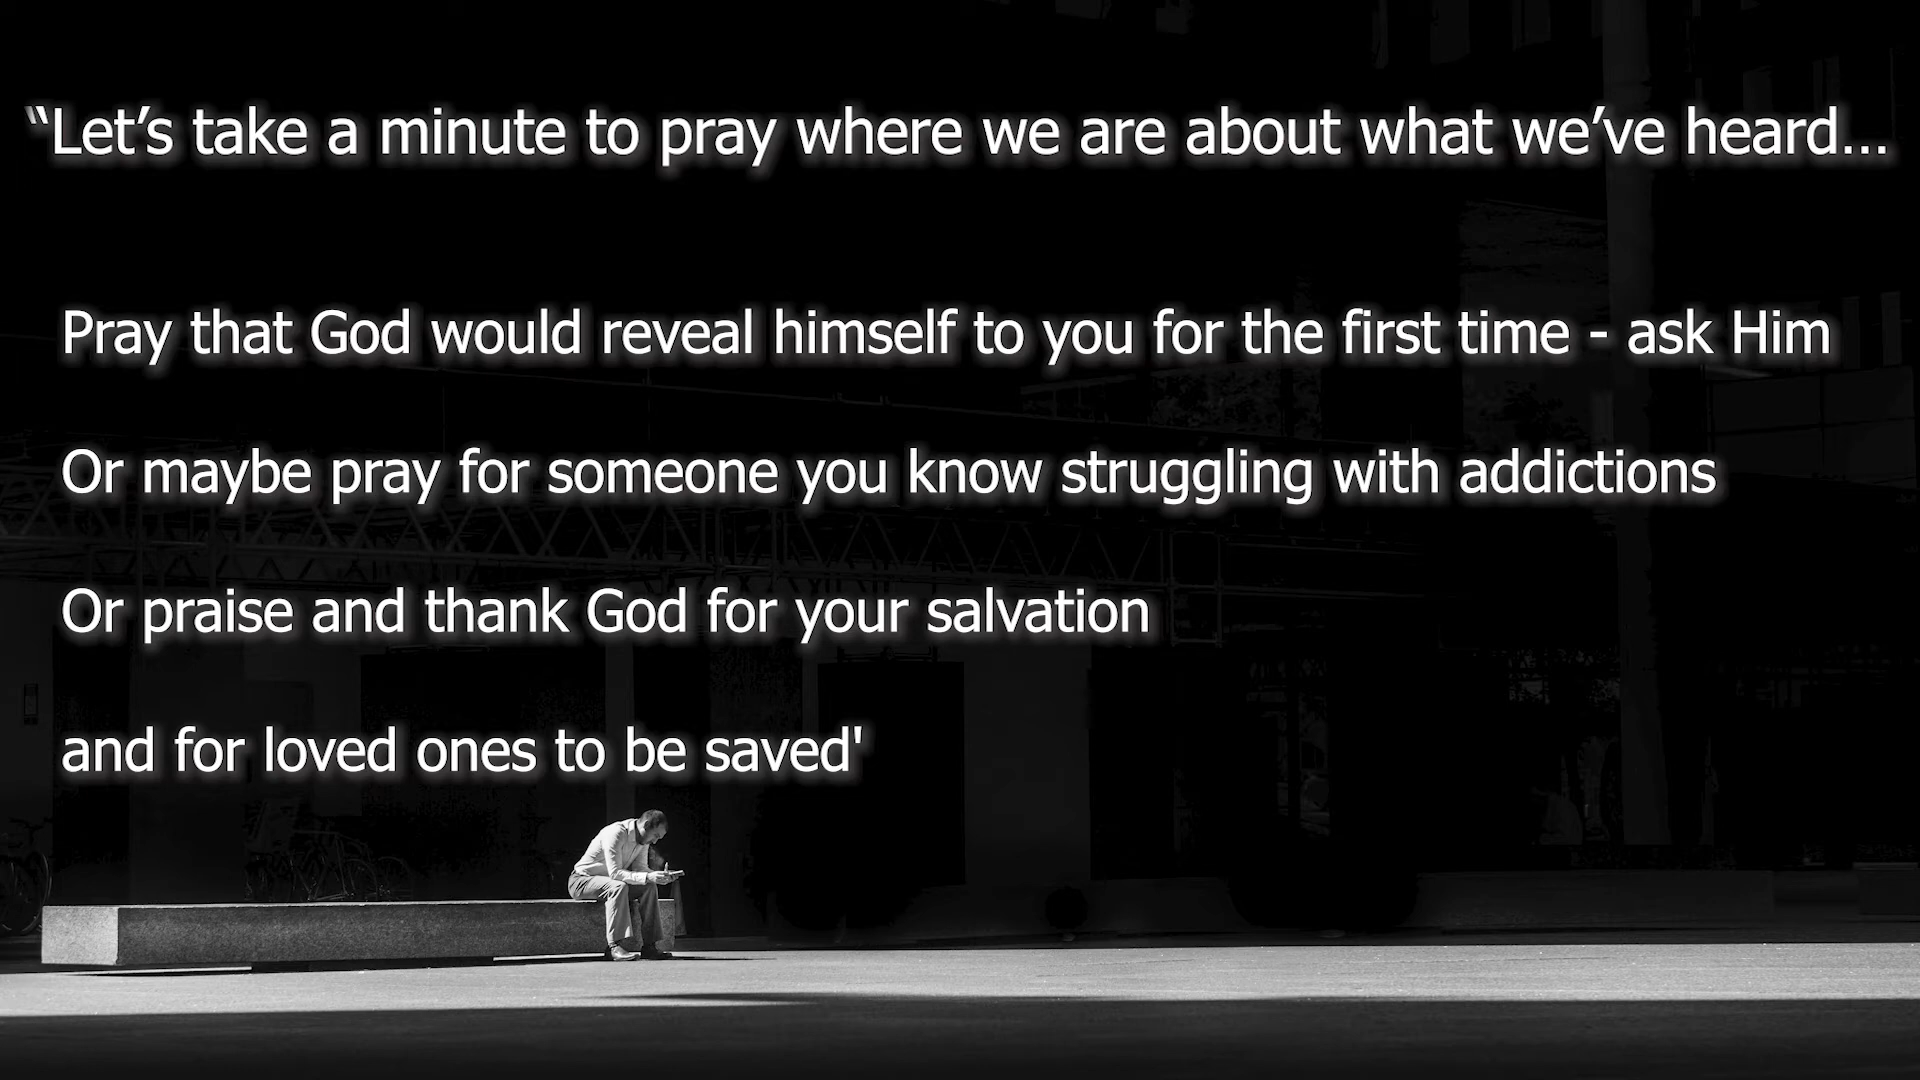 “Let’s take a minute to pray where we are about what we’ve heard...
Pray that God would reveal himself to you for the first time - ask Him
Or maybe pray for someone you know struggling with addictions
Or praise and thank God for your salvation
and for loved ones to be saved'